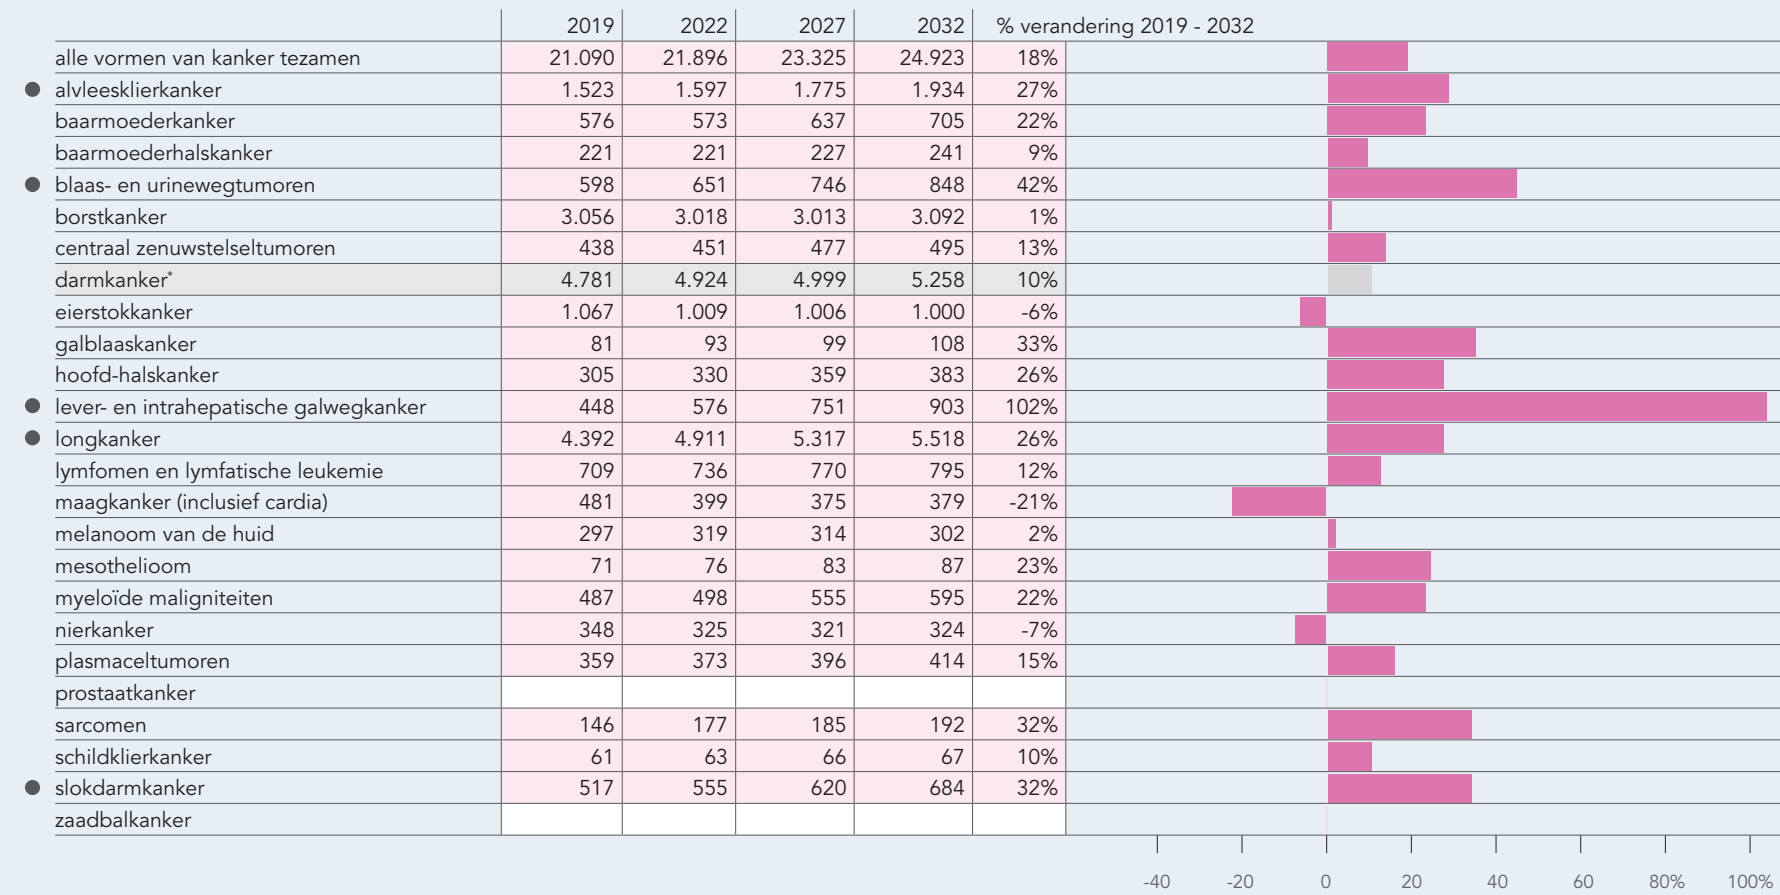 2019 2022 2027 2032 % verandering 2019 - 2032
alle vormen van kanker tezamen 21.090 21.896 23.325 24.923 18%
alvleesklierkanker 1.523 1.597 1.775 1.934 27%
baarmoederkanker 576 573 637 705 22%
baarmoederhalskanker 221 221 227 241 9%
blaas- en urinewegtumoren 598 651 746 848 42%
borstkanker 3.056 3.018 3.013 3.092 1%
centraal zenuwstelseltumoren 438 451 477 495 13%
darmkanker* 4.781 4.924 4.999 5.258 10%
eierstokkanker 1.067 1.009 1.006 1.000 -6%
galblaaskanker 81 93 99 108 33%
hoofd-halskanker 305 330 359 383 26%
lever- en intrahepatische galwegkanker 448 576 751 903 102%
longkanker 4.392 4.911 5.317 5.518 26%
lymfomen en lymfatische leukemie 709 736 770 795 12%
maagkanker (inclusief cardia) 481 399 375 379 -21%
melanoom van de huid 297 319 314 302 2%
mesothelioom 71 76 83 87 23%
myeloïde maligniteiten 487 498 555 595 22%
nierkanker 348 325 321 324 -7%
plasmaceltumoren 359 373 396 414 15%
prostaatkanker
sarcomen 146 177 185 192 32%
schildklierkanker 61 63 66 67 10%
slokdarmkanker 517 555 620 684 32%
zaadbalkanker
-40 -20 0 20 40 60 80% 100%